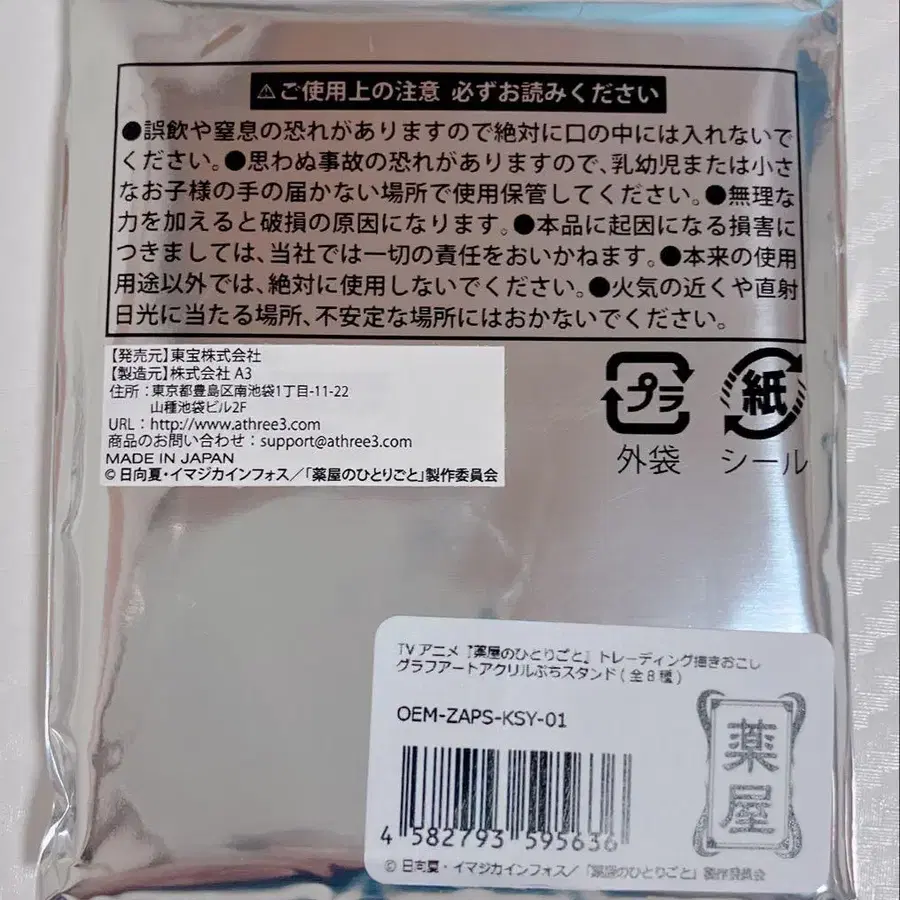 ⚠ご使用上の注意 必ずお読みください
●誤飲や窒息の恐れがありますので絶対に口の中には入れないで
ください。●思わぬ事故の恐れがありますので、乳幼児または小さ
なお子様の手の届かない場所で使用保管してください。●無理な
力を加えると破損の原因になります。●本品に起因になる損害に
つきましては、当社では一切の責任をおいかねます。●本来の使用
用途以外では、絶対に使用しないでください。●火気の近くや直射
日光に当たる場所、不安定な場所にはおかないでください。
【発売元】東宝株式会社
【製造元】株式会社 A3
住所：東京都豊島区南池袋1丁目-11-22
山種池袋ビル2F
URL：http://www.athree3.com
商品のお問い合わせ：support@athree3.com
MADE IN JAPAN
© 日向夏・イマジカインフォス／「薬屋のひとりごと」製作委員会
プラ
外袋
紙
シール
TVアニメ『薬屋のひとりごと』トレーディング描きおこし
グラフアートアクリルぷちスタンド(全8種)
OEM-ZAPS-KSY-01
薬屋
4 582793 595636
© 日向夏・イマジカインフォス／「薬屋のひとりごと」製作委員会